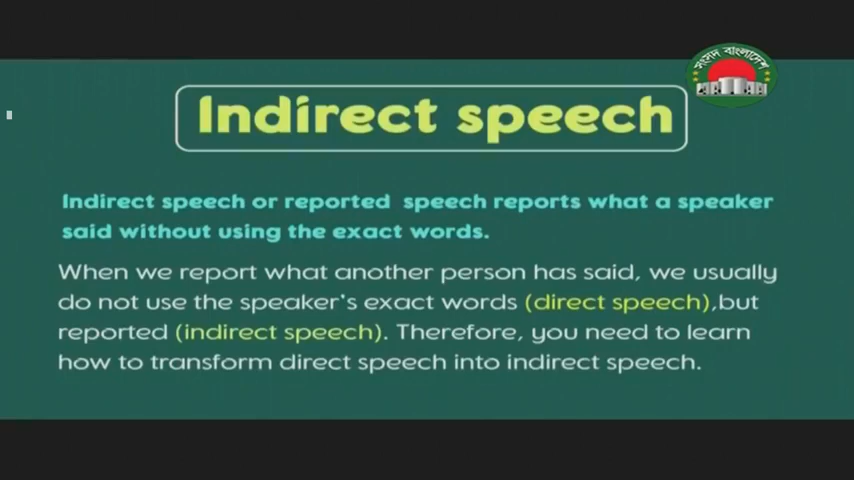 সংসদ বাংলাদেশ
Indirect speech
Indirect speech or reported speech reports what a speaker
said without using the exact words.
When we report what another person has said, we usually
do not use the speaker's exact words (direct speech),but
reported (indirect speech). Therefore, you need to learn
how to transform direct speech into indirect speech.